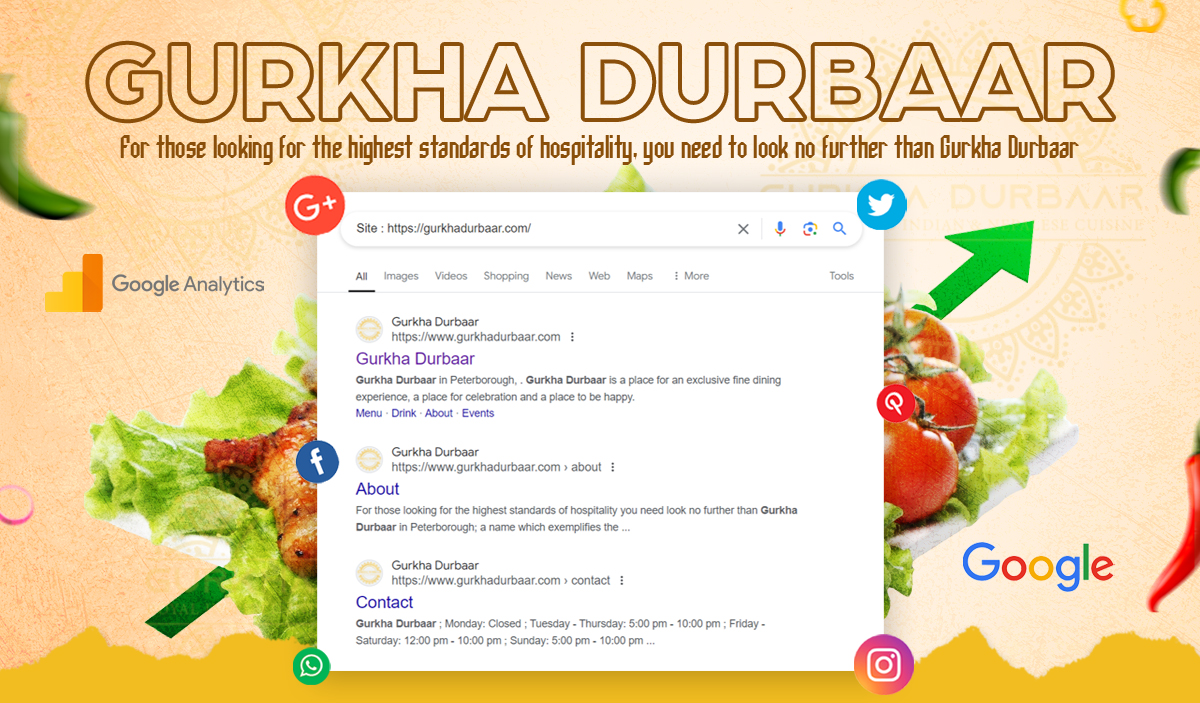 GURKHA DURBAAR
For those looking for the highest standards of hospitality, you need to look no further than Gurkha Durbaar
G+
GURKHA DURBAAR
CUISINE
Site : https://gurkhadurbaar.com/
All Images Videos Shopping News Web Maps More Tools
Google Analytics
Gurkha Durbaar
https://www.gurkhadurbaar.com
Gurkha Durbaar
Gurkha Durbaar in Peterborough, . Gurkha Durbaar is a place for an exclusive fine dining
experience, a place for celebration and a place to be happy.
Menu · Drink · About · Events
Gurkha Durbaar
https://www.gurkhadurbaar.com › about
About
For those looking for the highest standards of hospitality you need look no further than Gurkha
Durbaar in Peterborough; a name which exemplifies the ...
Gurkha Durbaar
https://www.gurkhadurbaar.com › contact
Contact
Gurkha Durbaar ; Monday: Closed ; Tuesday - Thursday: 5:00 pm - 10:00 pm ; Friday -
Saturday: 12:00 pm - 10:00 pm ; Sunday: 5:00 pm - 10:00 pm ...
Google